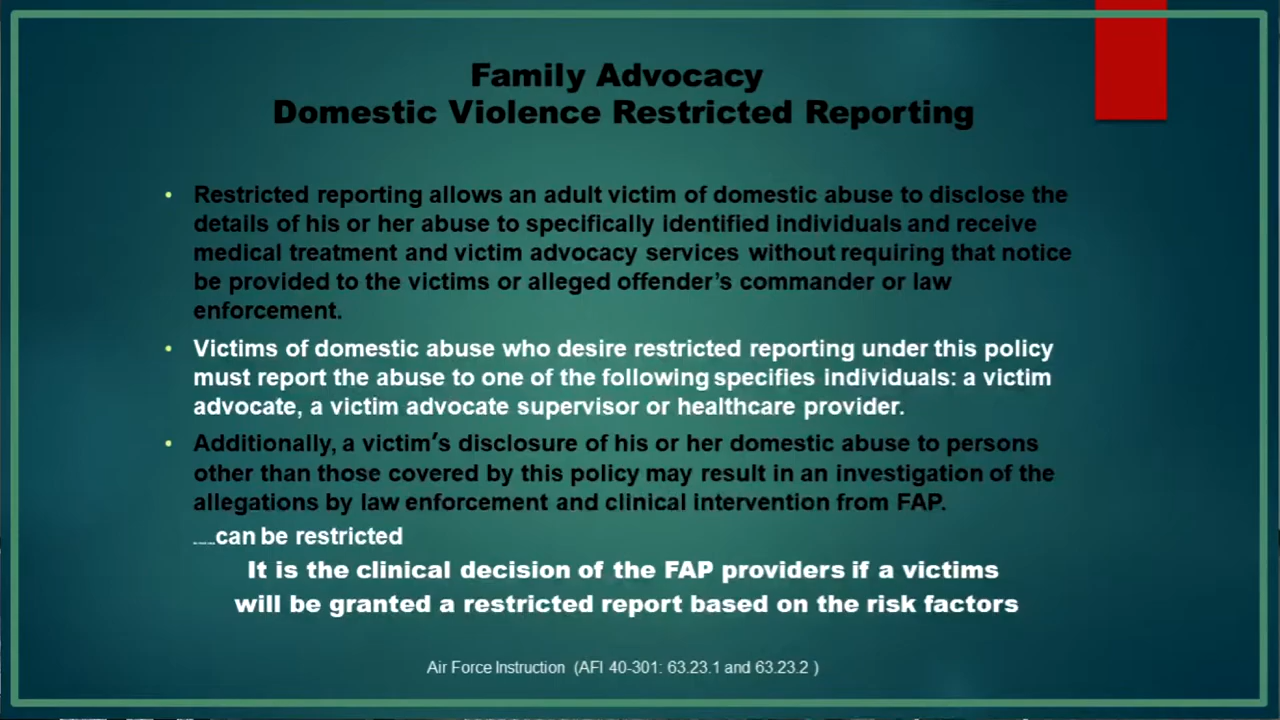 Family Advocacy
Domestic Violence Restricted Reporting
• Restricted reporting allows an adult victim of domestic abuse to disclose the
details of his or her abuse to specifically identified individuals and receive
medical treatment and victim advocacy services without requiring that notice
be provided to the victims or alleged offender’s commander or law
enforcement.
• Victims of domestic abuse who desire restricted reporting under this policy
must report the abuse to one of the following specifies individuals: a victim
advocate, a victim advocate supervisor or healthcare provider.
• Additionally, a victim’s disclosure of his or her domestic abuse to persons
other than those covered by this policy may result in an investigation of the
allegations by law enforcement and clinical intervention from FAP.
…..can be restricted
It is the clinical decision of the FAP providers if a victims
will be granted a restricted report based on the risk factors
Air Force Instruction (AFI 40-301: 63.23.1 and 63.23.2 )